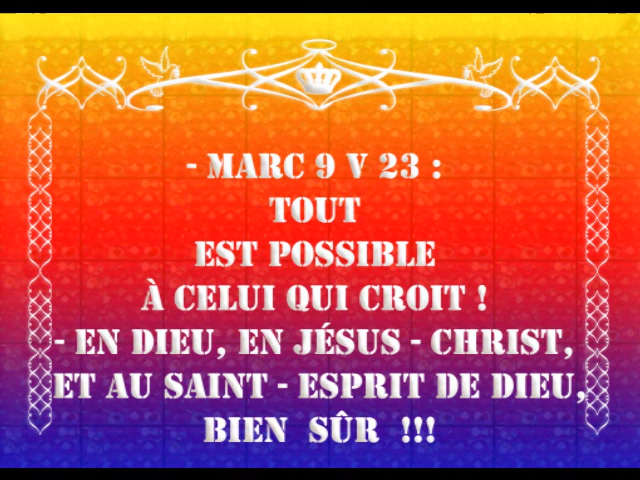 - MARC 9 V 23 :
TOUT
EST POSSIBLE
À CELUI QUI CROIT !
- EN DIEU, EN JÉSUS - CHRIST,
ET AU SAINT - ESPRIT DE DIEU,
BIEN SÛR !!!